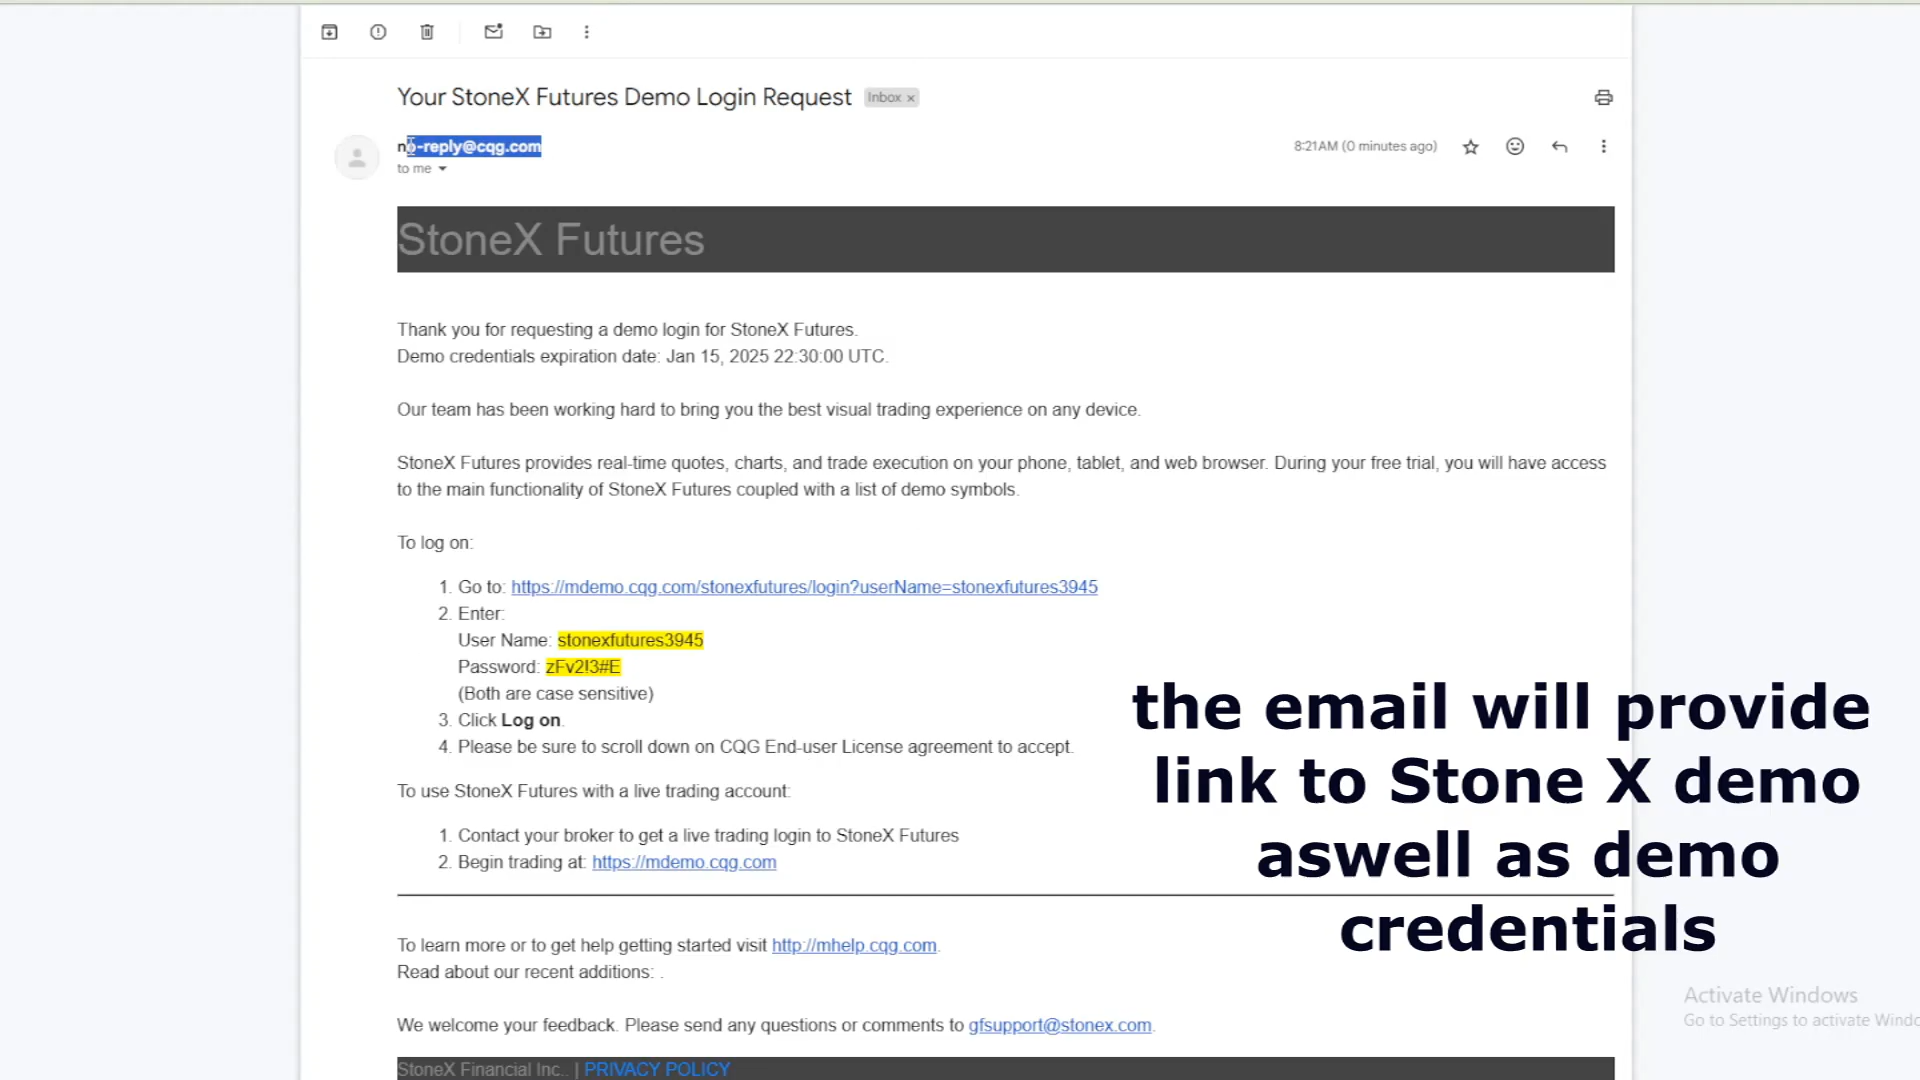 Your StoneX Futures Demo Login Request Inbox ×
no-reply@cqg.com 8:21AM (0 minutes ago)
to me
StoneX Futures
Thank you for requesting a demo login for StoneX Futures.
Demo credentials expiration date: Jan 15, 2025 22:30:00 UTC.
Our team has been working hard to bring you the best visual trading experience on any device.
StoneX Futures provides real-time quotes, charts, and trade execution on your phone, tablet, and web browser. During your free trial, you will have access
to the main functionality of StoneX Futures coupled with a list of demo symbols.
To log on:
1. Go to: https://mdemo.cqg.com/stonexfutures/login?userName=stonexfutures3945
2. Enter:
User Name: stonexfutures3945
Password: zFv2!3#E
(Both are case sensitive)
3. Click Log on.
4. Please be sure to scroll down on CQG End-user License agreement to accept.
To use StoneX Futures with a live trading account:
1. Contact your broker to get a live trading login to StoneX Futures
2. Begin trading at: https://mdemo.cqg.com
To learn more or to get help getting started visit http://mhelp.cqg.com.
Read about our recent additions: .
We welcome your feedback. Please send any questions or comments to gfsupport@stonex.com.
StoneX Financial Inc.. | PRIVACY POLICY
the email will provide
link to Stone X demo
aswell as demo
credentials
Activate Windows
Go to Settings to activate Windo